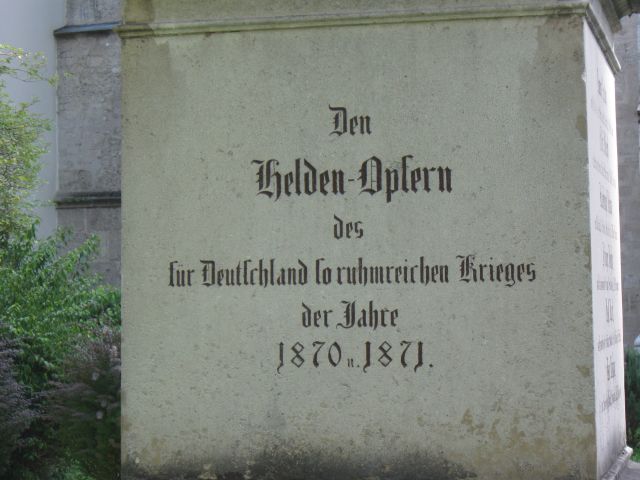 Den
Helden-Opfern
des
für Deutschland so ruhmreichen Krieges
der Jahre
1870 u. 1871.